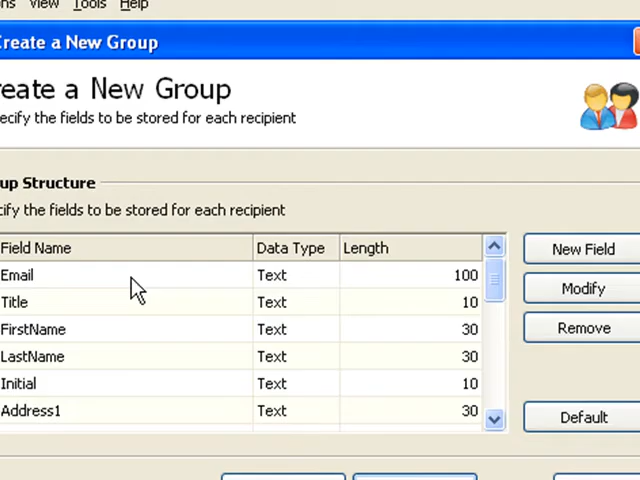 View Tools Help
Create a New Group
Create a New Group
ecify the fields to be stored for each recipient
up Structure
ify the fields to be stored for each recipient
Field Name Data Type Length
Email Text 100
Title Text 10
FirstName Text 30
LastName Text 30
Initial Text 10
Address1 Text 30
New Field
Modify
Remove
Default